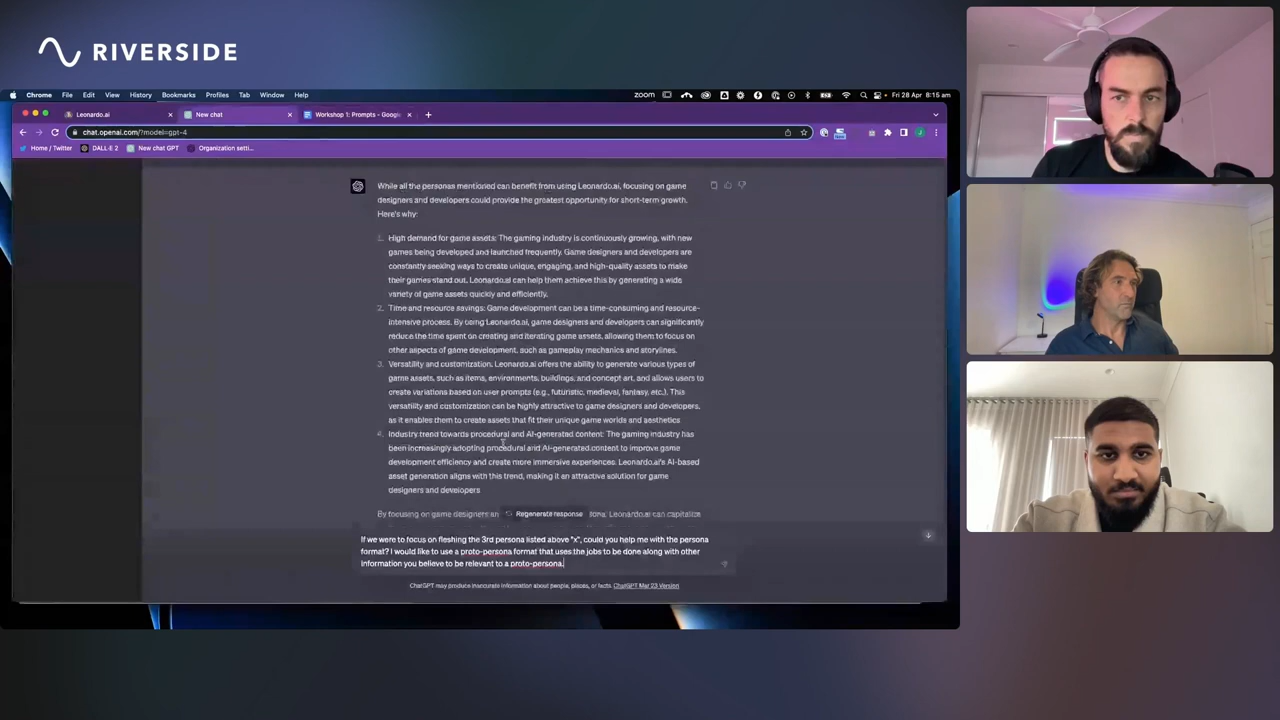 RIVERSIDE
Chrome File Edit View History Bookmarks Profiles Tab Window Help
zoom Fri 28 Apr 8:15 am
Leonardo.ai
New chat
Workshop 1: Prompts - Google
chat.openai.com/?model=gpt-4
Home / Twitter DALL-E 2 New chat GPT Organization setti...
While all the personas mentioned can benefit from using Leonardo.ai, focusing on game
designers and developers could provide the greatest opportunity for short-term growth.
Here's why:
1. High demand for game assets: The gaming industry is continuously growing, with new
games being developed and launched frequently. Game designers and developers are
constantly seeking ways to create unique, engaging, and high-quality assets to make
their games stand out. Leonardo.ai can help them achieve this by generating a wide
variety of game assets quickly and efficiently.
2. Time and resource savings: Game development can be a time-consuming and resource-
intensive process. By using Leonardo.ai, game designers and developers can significantly
reduce the time spent on creating and iterating game assets, allowing them to focus on
other aspects of game development, such as gameplay mechanics and storylines.
3. Versatility and customization: Leonardo.ai offers the ability to generate various types of
game assets, such as items, environments, buildings, and concept art, and allows users to
create variations based on user prompts (e.g., futuristic, medieval, fantasy, etc.). This
versatility and customization can be highly attractive to game designers and developers,
as it enables them to create assets that fit their unique game worlds and aesthetics
4. Industry trend towards procedural and AI-generated content: The gaming industry has
been increasingly adopting procedural and AI-generated content to improve game
development efficiency and create more immersive experiences. Leonardo.ai's AI-based
asset generation aligns with this trend, making it an attractive solution for game
designers and developers
By focusing on game designers an Regenerate response Leonardo.ai can capitalize
If we were to focus on fleshing the 3rd persona listed above "x", could you help me with the persona
format? I would like to use a proto-persona format that uses the jobs to be done along with other
information you believe to be relevant to a proto-persona.
ChatGPT may produce inaccurate information about people, places, or facts. ChatGPT Mar 23 Version